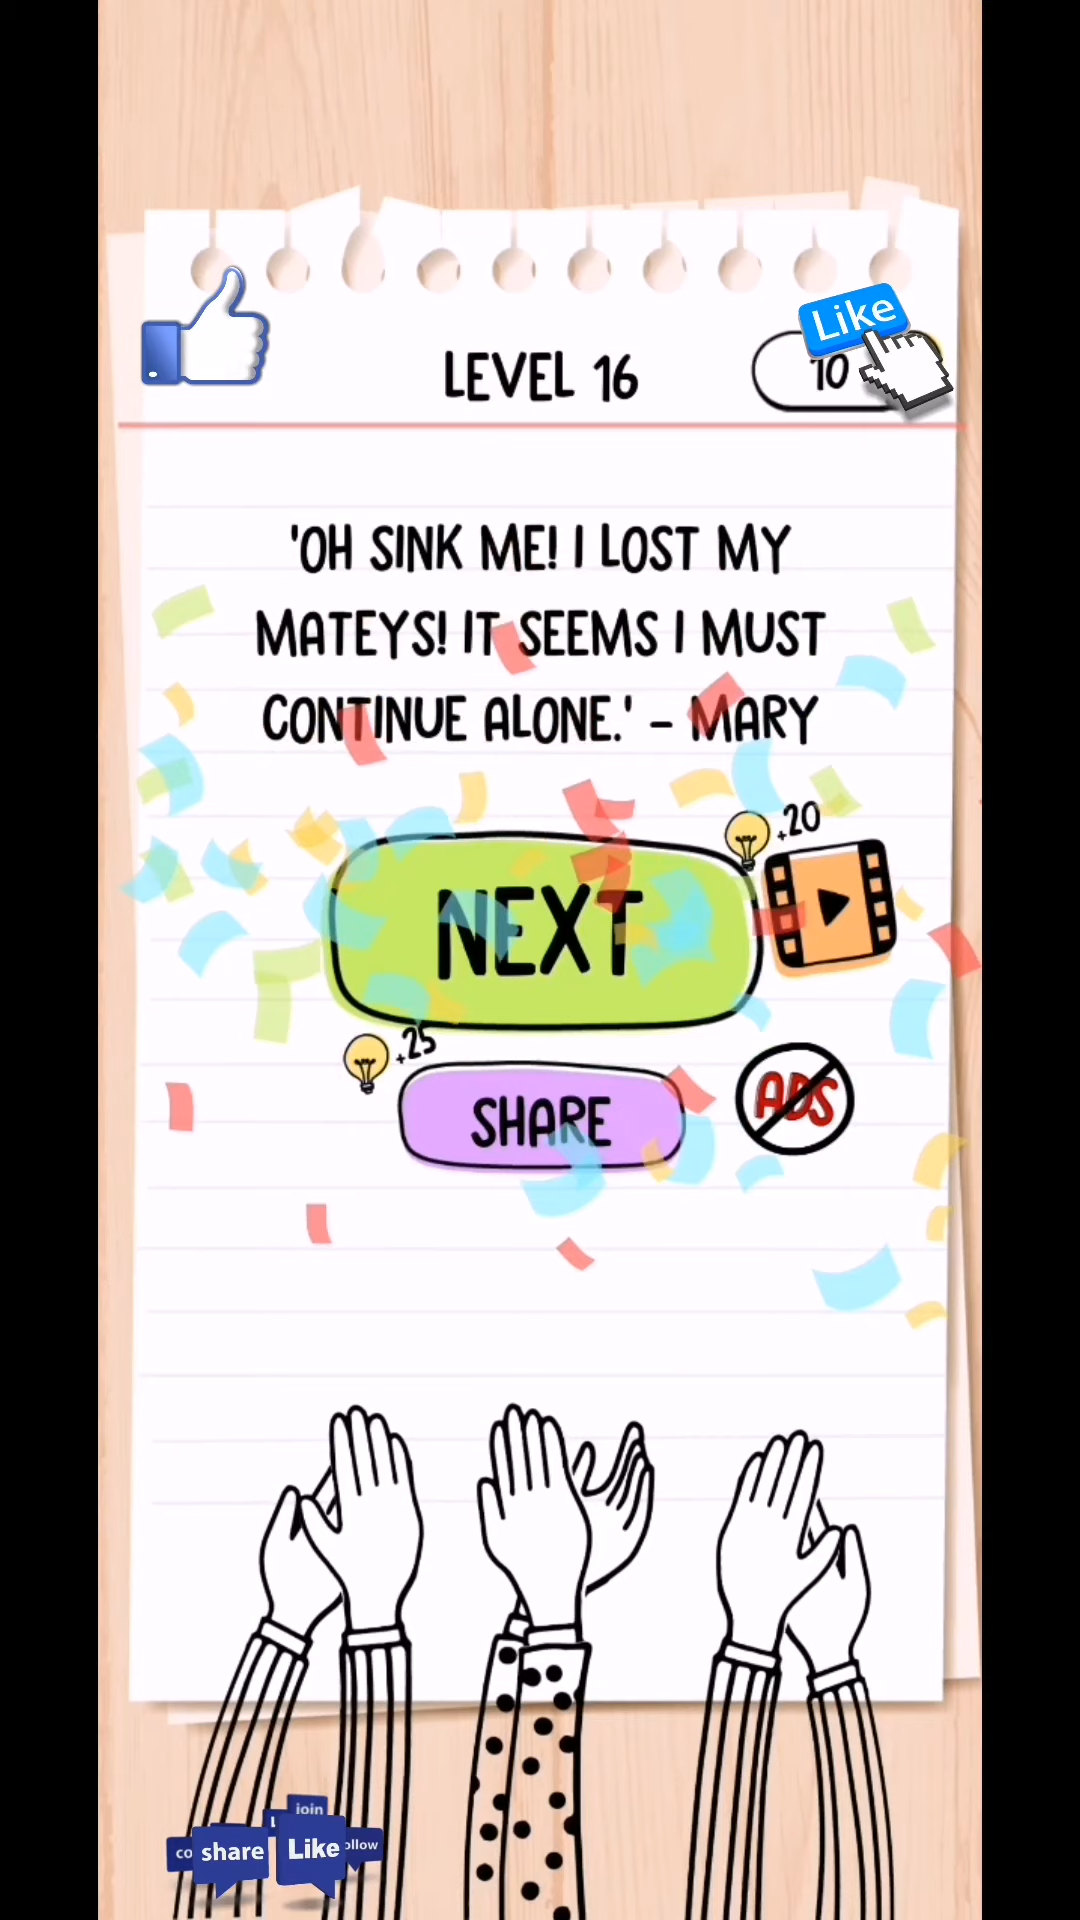 Like
LEVEL 16
10
'OH SINK ME! I LOST MY
MATEYS! IT SEEMS I MUST
CONTINUE ALONE.' – MARY
+20
NEXT
+25
SHARE
ADS
join
share
Like